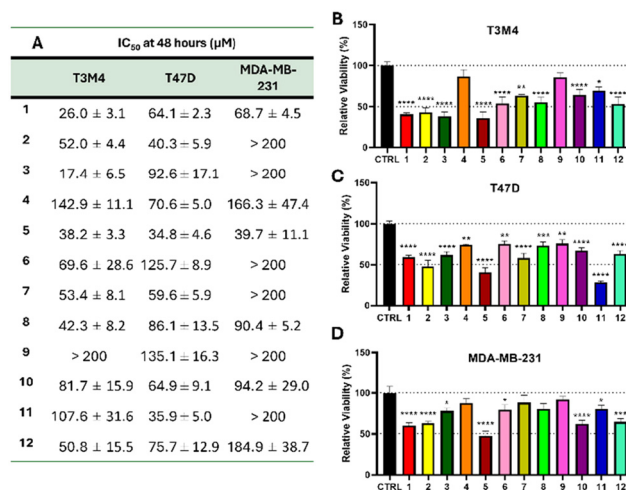 A
IC50 at 48 hours (µM)
T3M4 T47D MDA-MB-231
1 26.0 ± 3.1 64.1 ± 2.3 68.7 ± 4.5
2 52.0 ± 4.4 40.3 ± 5.9 > 200
3 17.4 ± 6.5 92.6 ± 17.1 > 200
4 142.9 ± 11.1 70.6 ± 5.0 166.3 ± 47.4
5 38.2 ± 3.3 34.8 ± 4.6 39.7 ± 11.1
6 69.6 ± 28.6 125.7 ± 8.9 > 200
7 53.4 ± 8.1 59.6 ± 5.9 > 200
8 42.3 ± 8.2 86.1 ± 13.5 90.4 ± 5.2
9 > 200 135.1 ± 16.3 > 200
10 81.7 ± 15.9 64.9 ± 9.1 94.2 ± 29.0
11 107.6 ± 31.6 35.9 ± 5.0 > 200
12 50.8 ± 15.5 75.7 ± 12.9 184.9 ± 38.7
B
T3M4
Relative Viability (%)
150
100
50
0
**** **** **** **** **** ** **** **** * ****
CTRL 1 2 3 4 5 6 7 8 9 10 11 12
C
T47D
Relative Viability (%)
150
100
50
0
**** **** **** ** **** ** **** *** ** **** **** ****
CTRL 1 2 3 4 5 6 7 8 9 10 11 12
D
MDA-MB-231
Relative Viability (%)
150
100
50
0
**** **** * **** * **** * ***
CTRL 1 2 3 4 5 6 7 8 9 10 11 12